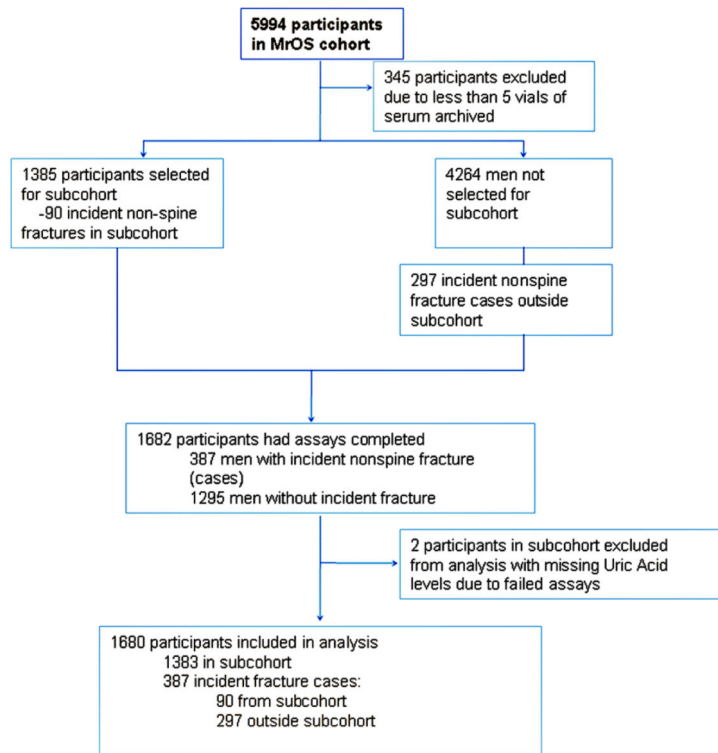 5994 participants
in MrOS cohort
345 participants excluded
due to less than 5 vials of
serum archived
1385 participants selected
for subcohort
-90 incident non-spine
fractures in subcohort
4264 men not
selected for
subcohort
297 incident nonspine
fracture cases outside
subcohort
1682 participants had assays completed
387 men with incident nonspine fracture
(cases)
1295 men without incident fracture
2 participants in subcohort excluded
from analysis with missing Uric Acid
levels due to failed assays
1680 participants included in analysis
1383 in subcohort
387 incident fracture cases:
90 from subcohort
297 outside subcohort